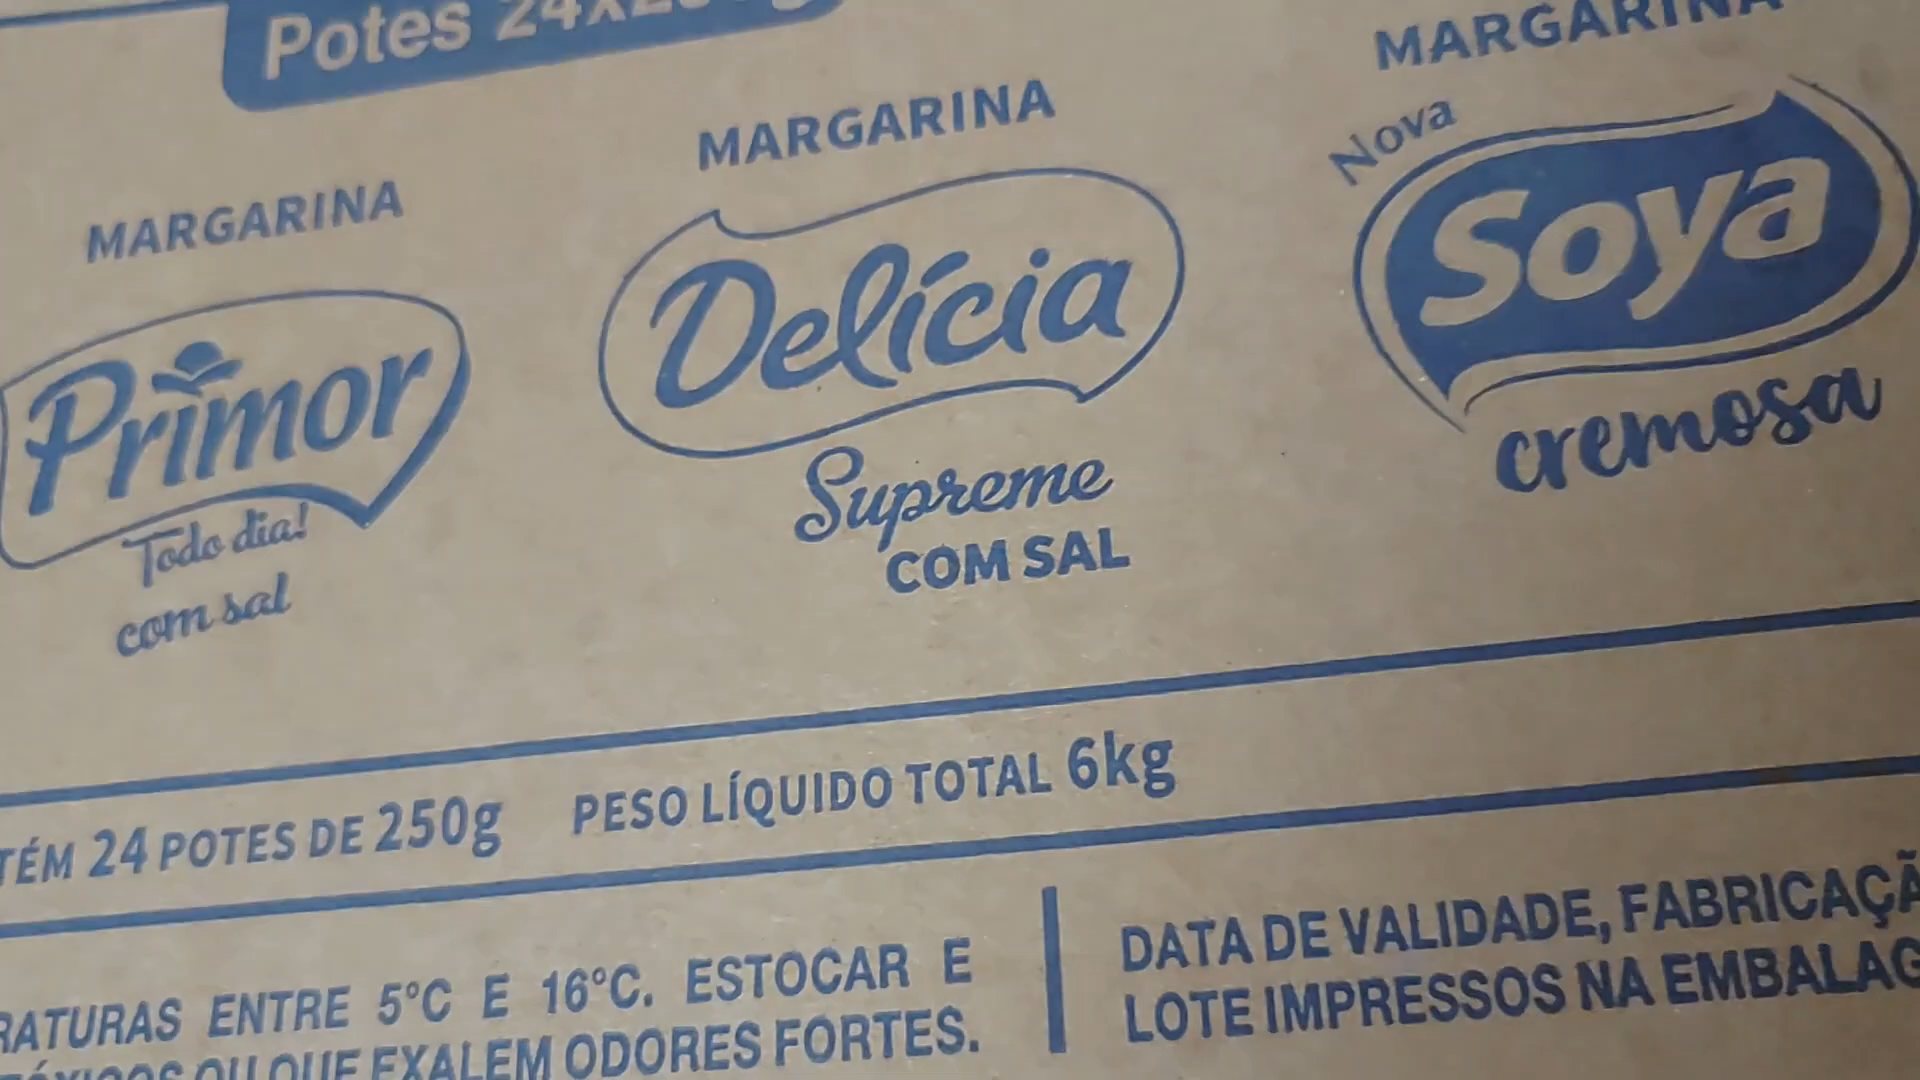 Potes
MARGARINA
Primor
Todo dia!
com sal
MARGARINA
Delícia
Supreme
COM SAL
MARGARINA
Nova
Soya
cremosa
TÉM 24 POTES DE 250g PESO LÍQUIDO TOTAL 6kg
RATURAS ENTRE 5°C E 16°C. ESTOCAR E
OU QUE EXALEM ODORES FORTES.
DATA DE VALIDADE, FABRICAÇÃ
LOTE IMPRESSOS NA EMBALAG